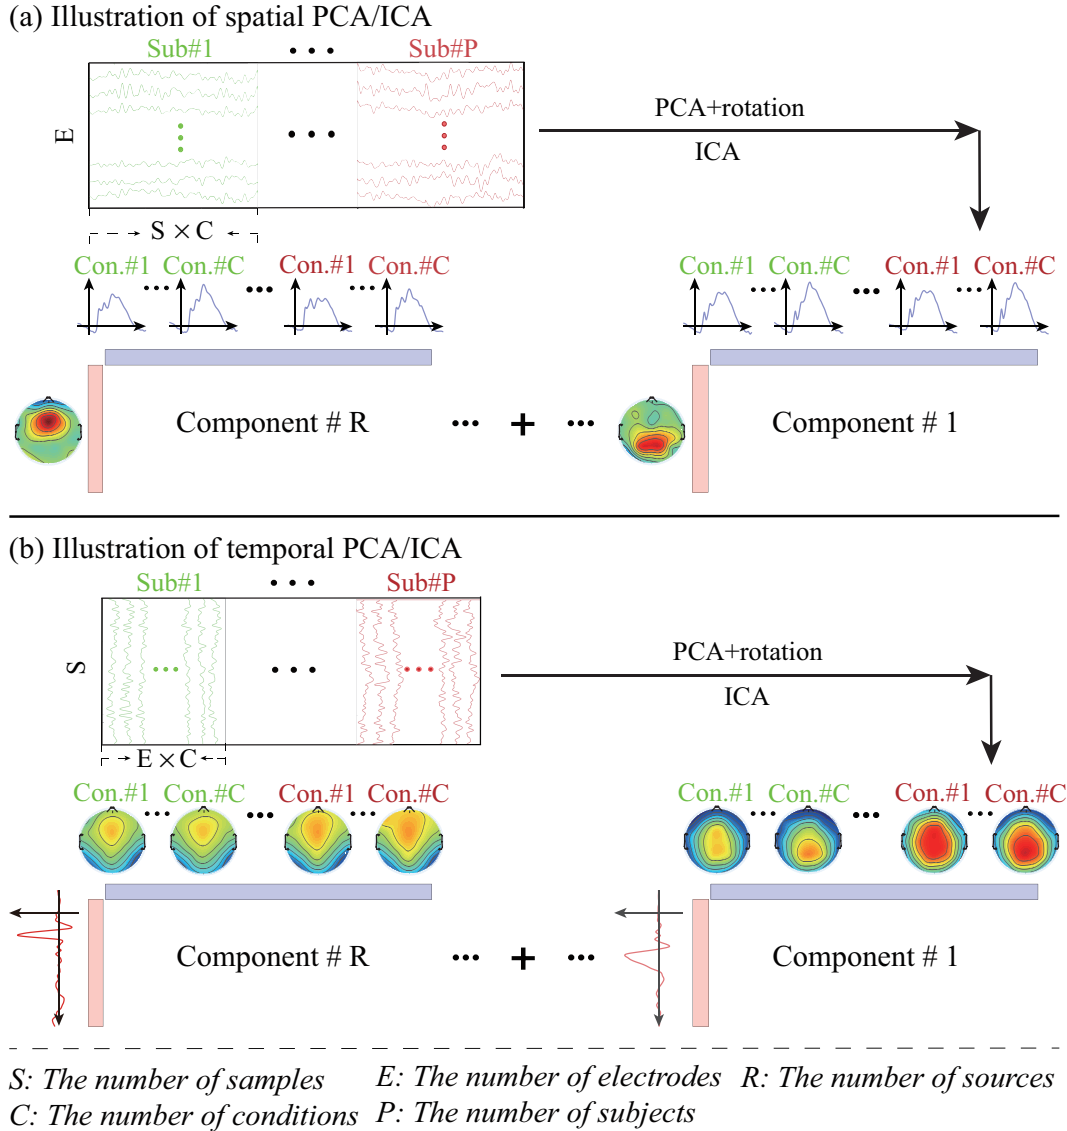 (a) Illustration of spatial PCA/ICA
Sub#1 ••• Sub#P
E
PCA+rotation
ICA
S × C
Con.#1 ••• Con.#C ••• Con.#1 ••• Con.#C
Con.#1 ••• Con.#C ••• Con.#1 ••• Con.#C
Component # R ••• + ••• Component # 1
(b) Illustration of temporal PCA/ICA
Sub#1 ••• Sub#P
S
PCA+rotation
ICA
E × C
Con.#1 ••• Con.#C ••• Con.#1 ••• Con.#C
Con.#1 ••• Con.#C ••• Con.#1 ••• Con.#C
Component # R ••• + ••• Component # 1
S: The number of samples E: The number of electrodes R: The number of sources
C: The number of conditions P: The number of subjects